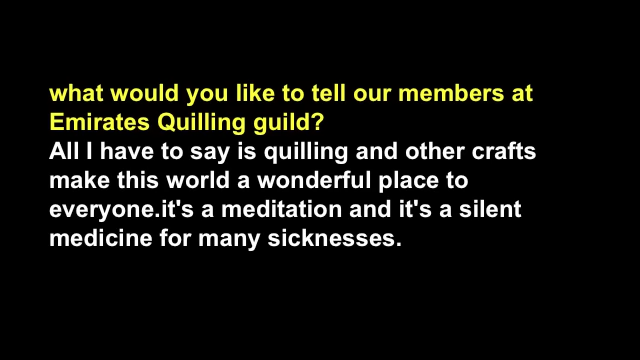 what would you like to tell our members at
Emirates Quilling guild?
All I have to say is quilling and other crafts
make this world a wonderful place to
everyone.it's a meditation and it's a silent
medicine for many sicknesses.